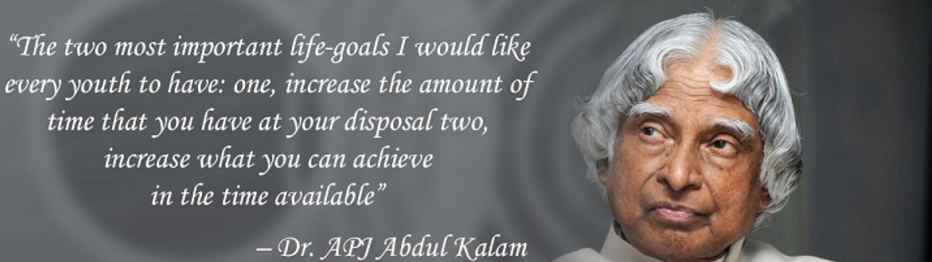 “The two most important life-goals I would like
every youth to have: one, increase the amount of
time that you have at your disposal two,
increase what you can achieve
in the time available”
– Dr. APJ Abdul Kalam